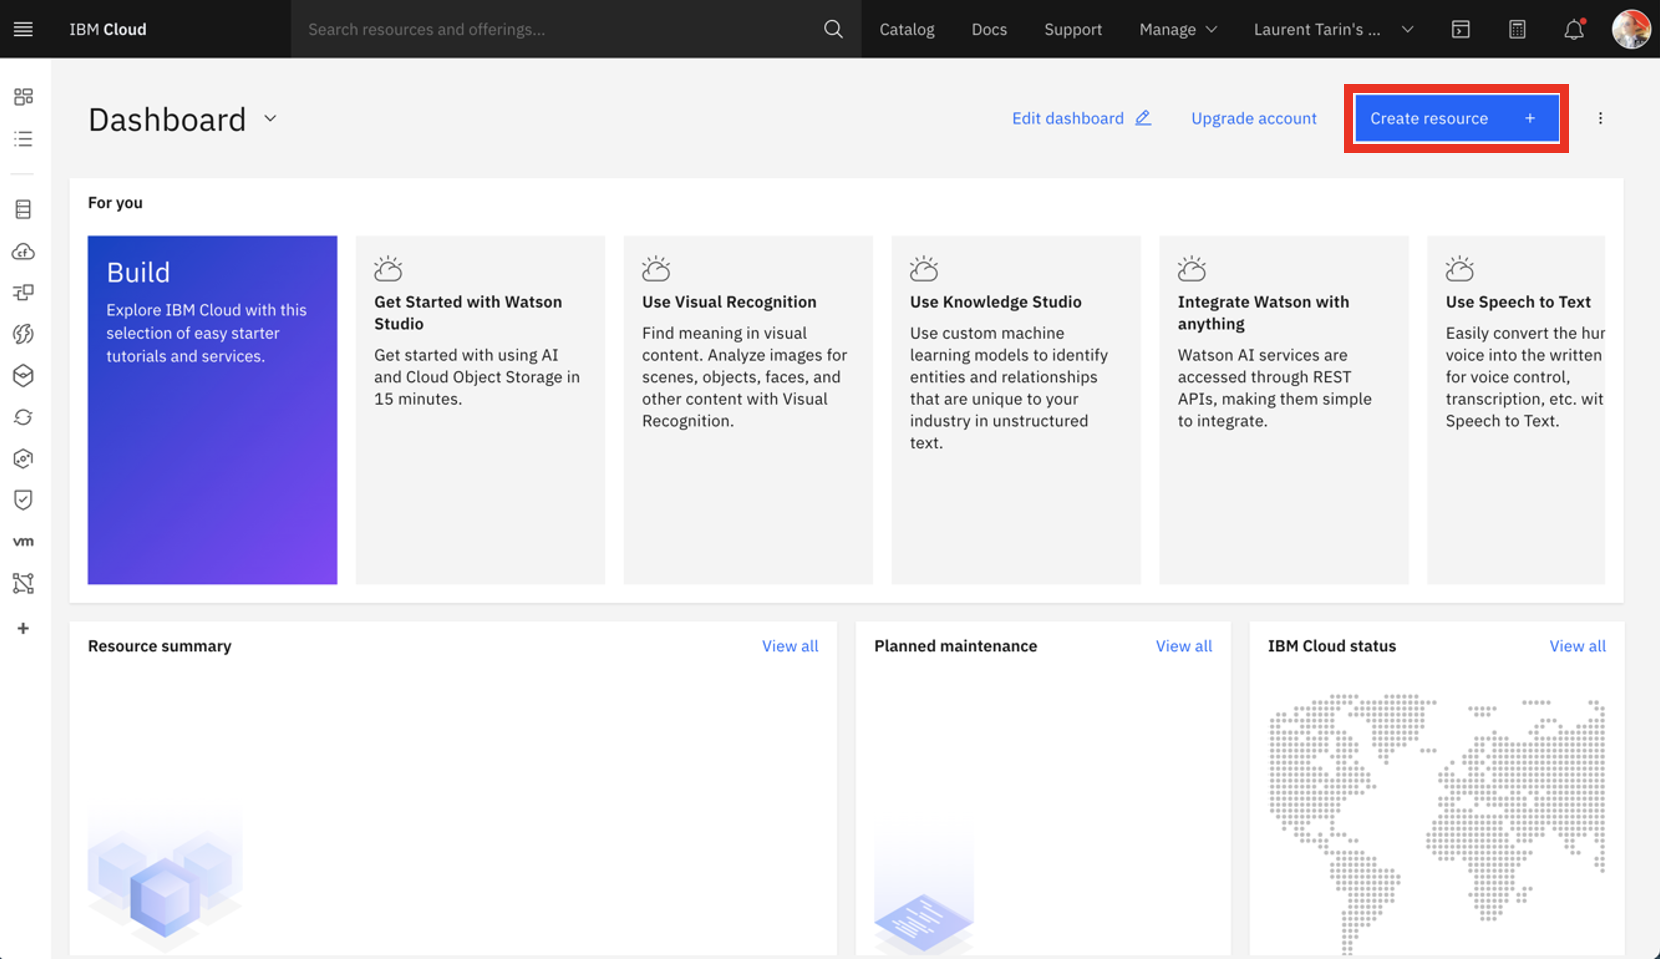 IBM Cloud
Search resources and offerings...
Catalog
Docs
Support
Manage
Laurent Tarin's ...
Dashboard
Edit dashboard
Upgrade account
Create resource +
For you
Build
Explore IBM Cloud with this
selection of easy starter
tutorials and services.
Get Started with Watson
Studio
Get started with using AI
and Cloud Object Storage in
15 minutes.
Use Visual Recognition
Find meaning in visual
content. Analyze images for
scenes, objects, faces, and
other content with Visual
Recognition.
Use Knowledge Studio
Use custom machine
learning models to identify
entities and relationships
that are unique to your
industry in unstructured
text.
Integrate Watson with
anything
Watson AI services are
accessed through REST
APIs, making them simple
to integrate.
Use Speech to Text
Easily convert the hur
voice into the written
for voice control,
transcription, etc. wit
Speech to Text.
cf
vm
Resource summary
View all
Planned maintenance
View all
IBM Cloud status
View all